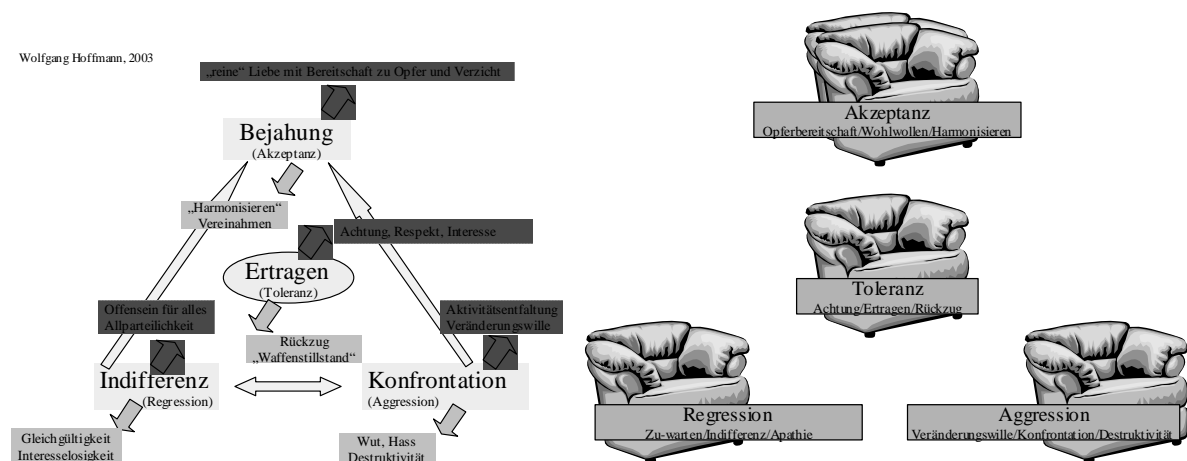 Wolfgang Hoffmann, 2003
„reine“ Liebe mit Bereitschaft zu Opfer und Verzicht
Bejahung
(Akzeptanz)
„Harmonisieren“
Vereinahmen
Achtung, Respekt, Interesse
Ertragen
(Toleranz)
Offensein für alles
Allparteilichkeit
Aktivitätsentfaltung
Veränderungswille
Rückzug
„Waffenstillstand“
Indifferenz
(Regression)
Konfrontation
(Aggression)
Gleichgültigkeit
Interesselosigkeit
Wut, Hass
Destruktivität
Akzeptanz
Opferbereitschaft/Wohlwollen/Harmonisieren
Toleranz
Achtung/Ertragen/Rückzug
Regression
Zu-warten/Indifferenz/Apathie
Aggression
Veränderungswille/Konfrontation/Destruktivität